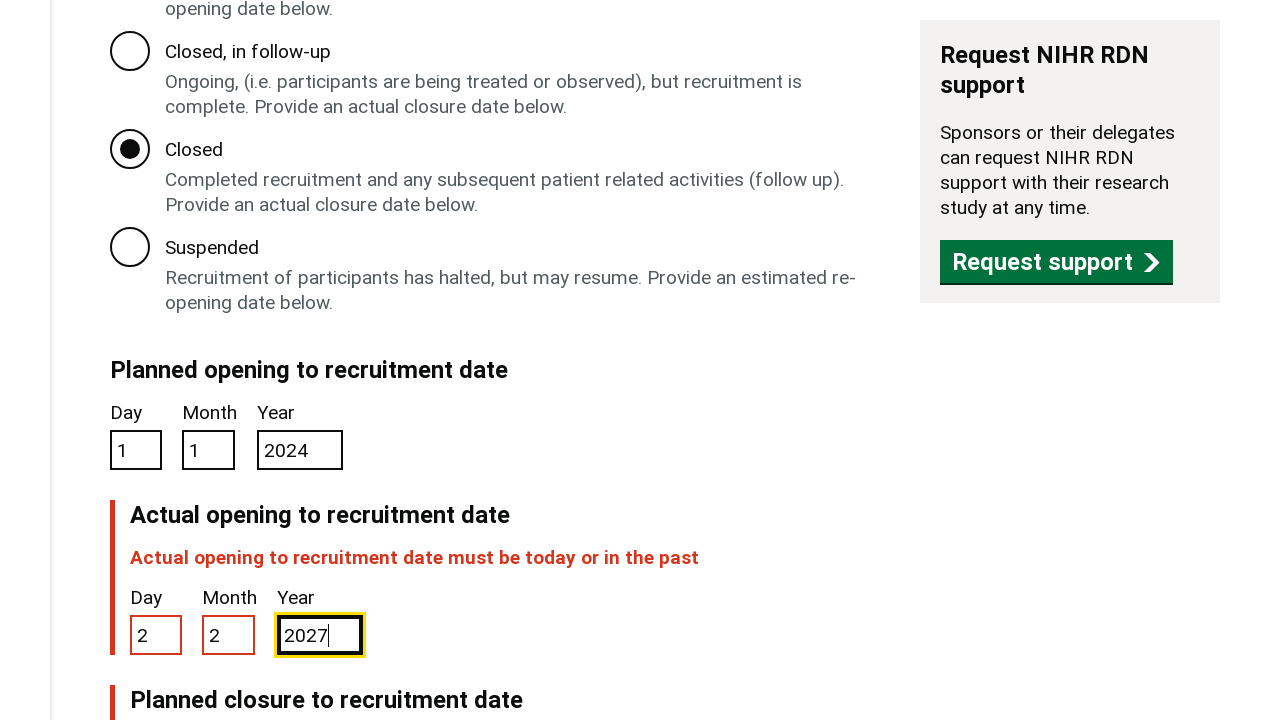 opening date below.
Closed, in follow-up
Ongoing, (i.e. participants are being treated or observed), but recruitment is
complete. Provide an actual closure date below.
Closed
Completed recruitment and any subsequent patient related activities (follow up).
Provide an actual closure date below.
Suspended
Recruitment of participants has halted, but may resume. Provide an estimated re-
opening date below.
Planned opening to recruitment date
Day Month Year
1 1 2024
Actual opening to recruitment date
Actual opening to recruitment date must be today or in the past
Day Month Year
2 2 2027
Planned closure to recruitment date
Request NIHR RDN
support
Sponsors or their delegates
can request NIHR RDN
support with their research
study at any time.
Request support